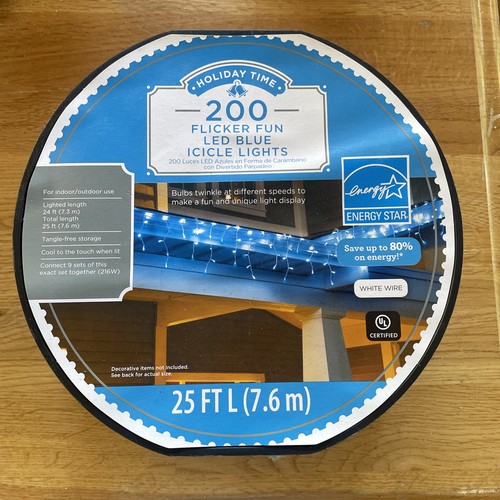 HOLIDAY TIME
200
FLICKER FUN
LED BLUE
ICICLE LIGHTS
200 Luces LED Azules en Forma de Carámbano
con Divertido Parpadeo
For indoor/outdoor use
Lighted length
24 ft (7.3 m)
Total length
25 ft (7.6 m)
Tangle-free storage
Cool to the touch when lit
Connect 9 sets of this
exact set together (216W)
Bulbs twinkle at different speeds to
make a fun and unique light display
energy
ENERGY STAR
Save up to 80%
on energy!*
WHITE WIRE
UL
CERTIFIED
Decorative items not included.
See back for actual size.
25 FT L (7.6 m)